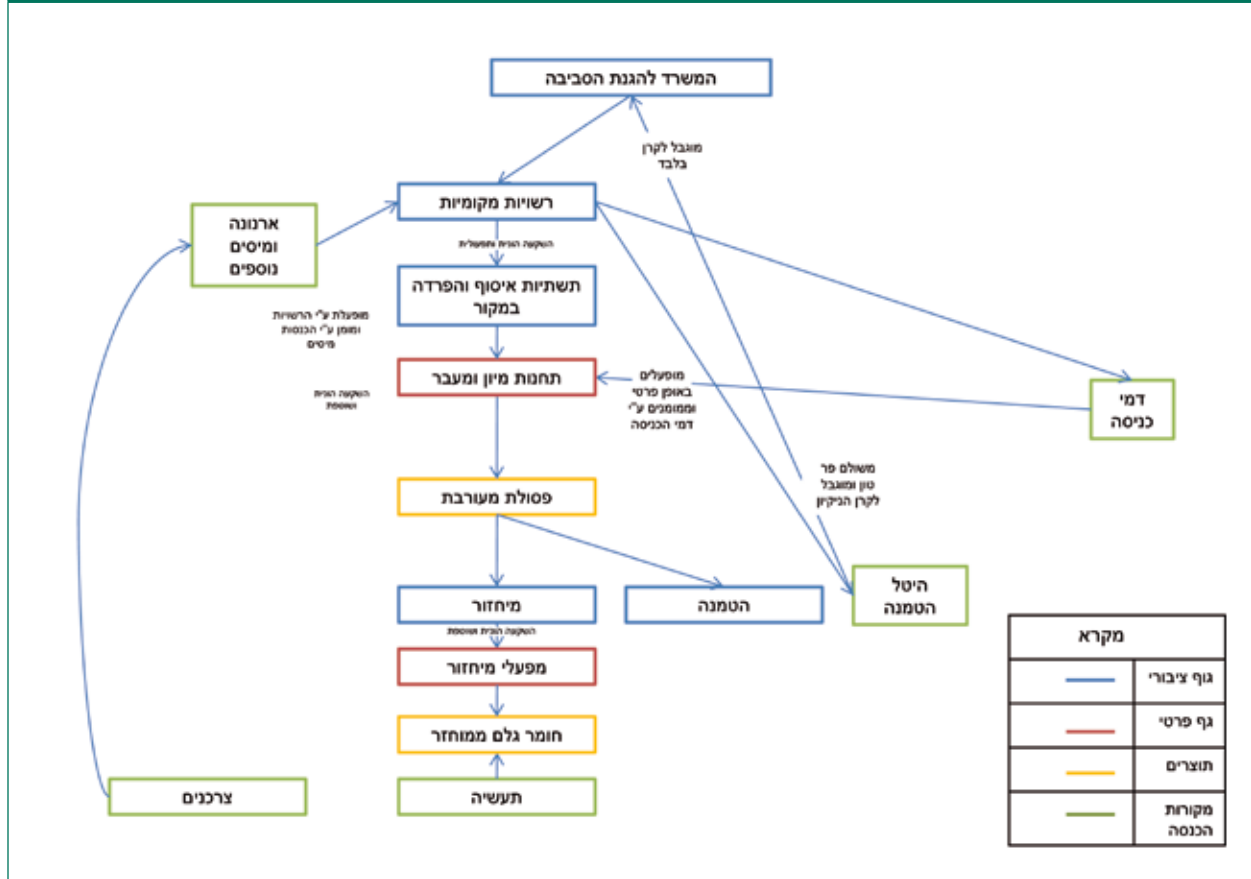 המשרד להגנת הסביבה
מוגבל לקרן
בלבד
רשויות מקומיות
ארנונה
ומיסים
נוספים
השקעה הונית ותפעולית
תשתיות איסוף והפרדה
במקור
מופעלת ע"י הרשויות
ומומן ע"י הכנסות
מיסים
תחנות מיון ומעבר
השקעה הונית
ושוטפת
מופעלים
באופן פרטי
וממומנים ע"י
דמי הכניסה
דמי
כניסה
משולם פר
טון ומוגבל
לקרן הניקיון
פסולת מעורבת
מיחזור
הטמנה
היטל
הטמנה
השקעה הונית ושוטפת
מפעלי מיחזור
חומר גלם ממוחזר
תעשיה
צרכנים
מקרא
גוף ציבורי
גף פרטי
תוצרים
מקורות
הכנסה